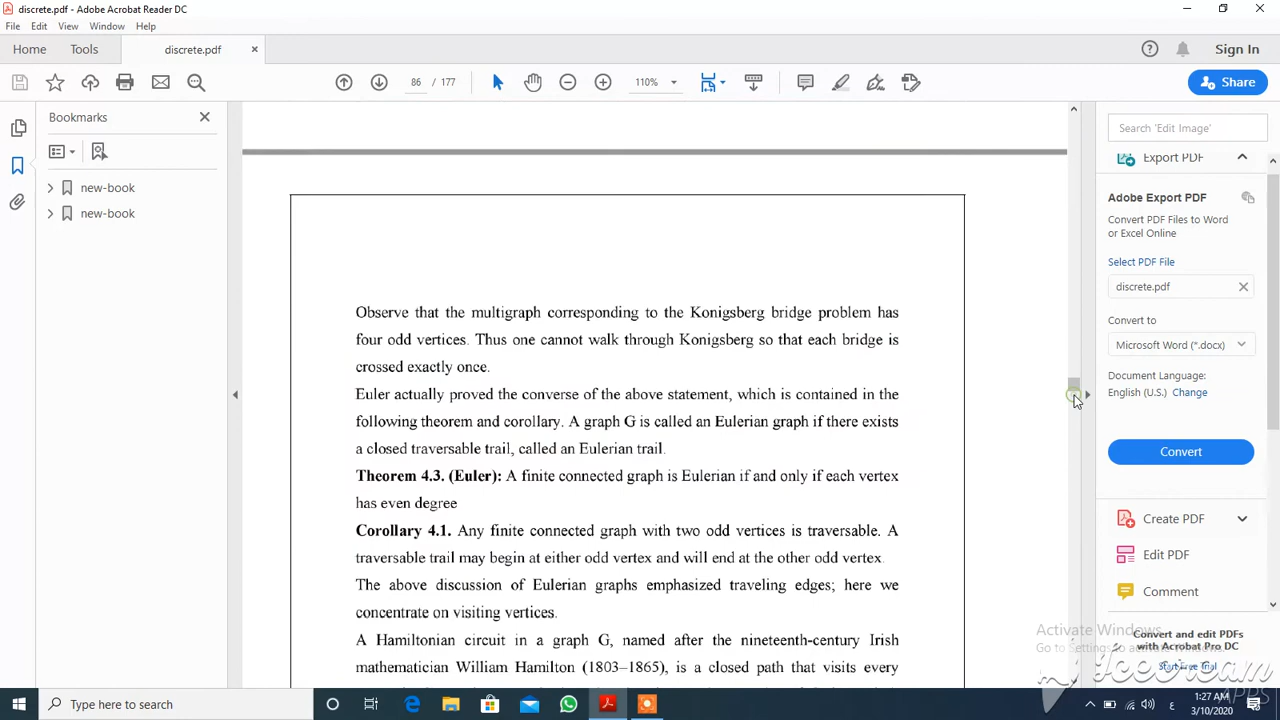 discrete.pdf - Adobe Acrobat Reader DC
File Edit View Window Help
Home Tools discrete.pdf × Sign In
86 / 177 110% Share
Bookmarks
new-book
new-book
Observe that the multigraph corresponding to the Konigsberg bridge problem has
four odd vertices. Thus one cannot walk through Konigsberg so that each bridge is
crossed exactly once.
Euler actually proved the converse of the above statement, which is contained in the
following theorem and corollary. A graph G is called an Eulerian graph if there exists
a closed traversable trail, called an Eulerian trail.
Theorem 4.3. (Euler): A finite connected graph is Eulerian if and only if each vertex
has even degree
Corollary 4.1. Any finite connected graph with two odd vertices is traversable. A
traversable trail may begin at either odd vertex and will end at the other odd vertex.
The above discussion of Eulerian graphs emphasized traveling edges; here we
concentrate on visiting vertices.
A Hamiltonian circuit in a graph G, named after the nineteenth-century Irish
mathematician William Hamilton (1803–1865), is a closed path that visits every
Search 'Edit Image'
Export PDF
Adobe Export PDF
Convert PDF Files to Word
or Excel Online
Select PDF File
discrete.pdf
Convert to
Microsoft Word (*.docx)
Document Language:
English (U.S.) Change
Convert
Create PDF
Edit PDF
Comment
Activate Windows
Convert and edit PDFs
with Acrobat Pro DC
Start Free Trial
Icecream
APPS
Type here to search
ع
1:27 AM
3/10/2020